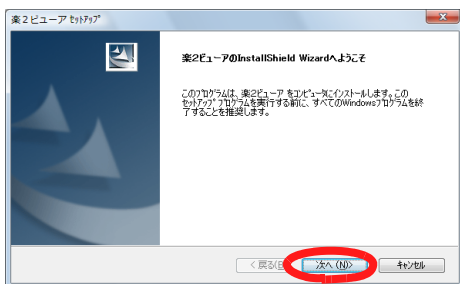 楽2ビューア セットアップ
楽2ビューアのInstallShield Wizardへようこそ
このプログラムは、楽2ビューア をコンピュータにインストールします。この
セットアップ プログラムを実行する前に、すべてのWindowsプログラムを終
了することを推奨します。
< 戻る(B
次へ (N)>
キャンセル